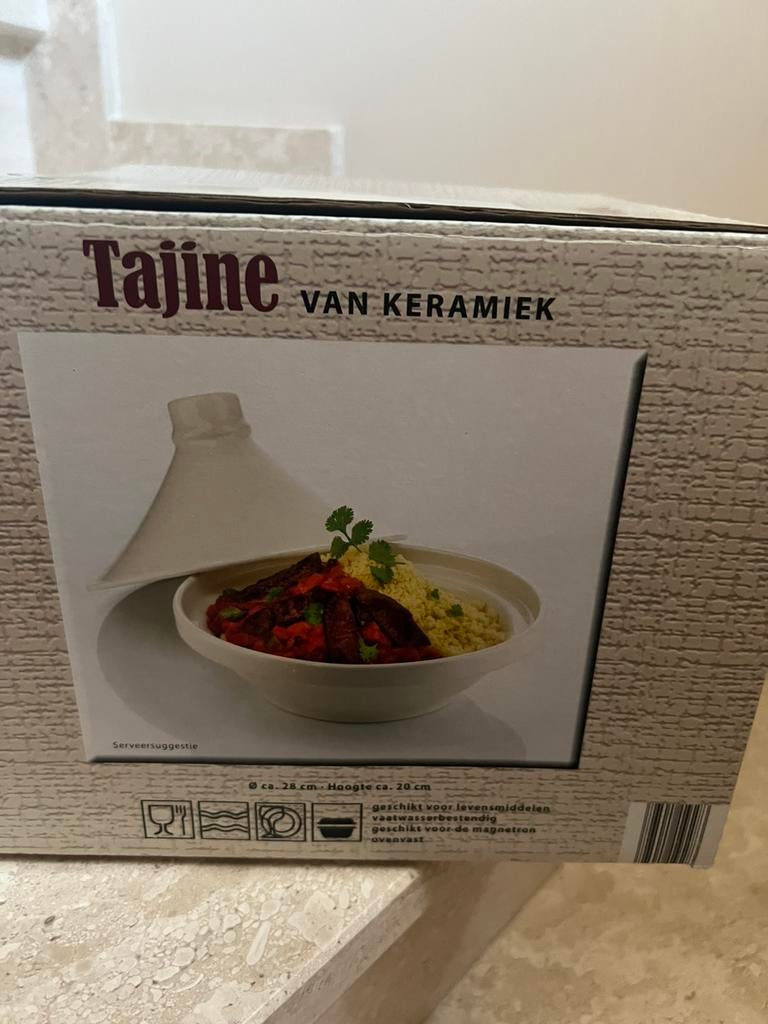 Tajine VAN KERAMIEK
Serveersuggestie
Ø ca. 28 cm · Hoogte ca. 20 cm
geschikt voor levensmiddelen
vaatwasserbestendig
geschikt voor de magnetron
ovenvast